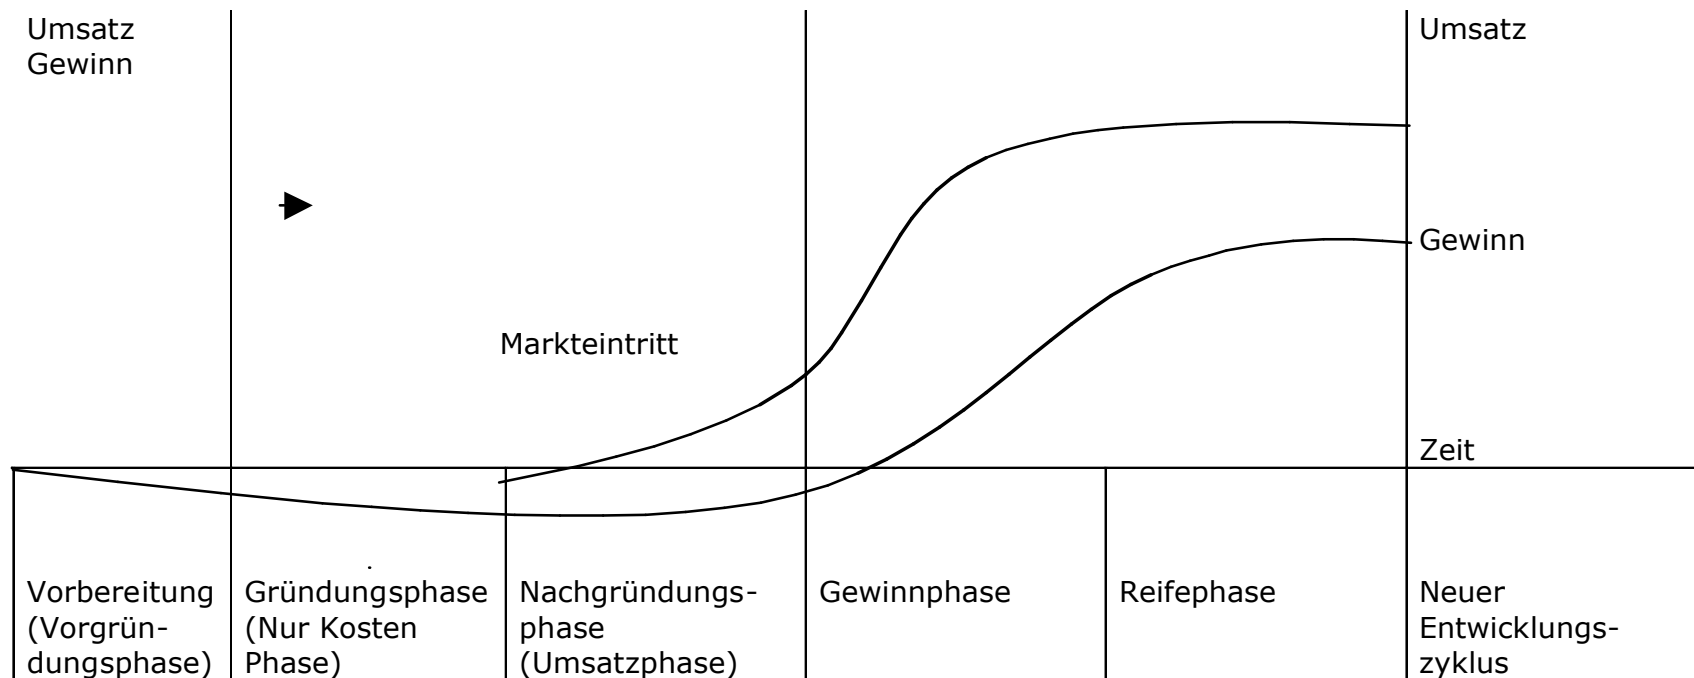 Umsatz
Gewinn
Umsatz
Gewinn
Markteintritt
Zeit
Vorbereitung
(Vorgrün-
dungsphase)
Gründungsphase
(Nur Kosten
Phase)
Nachgründungs-
phase
(Umsatzphase)
Gewinnphase
Reifephase
Neuer
Entwicklungs-
zyklus